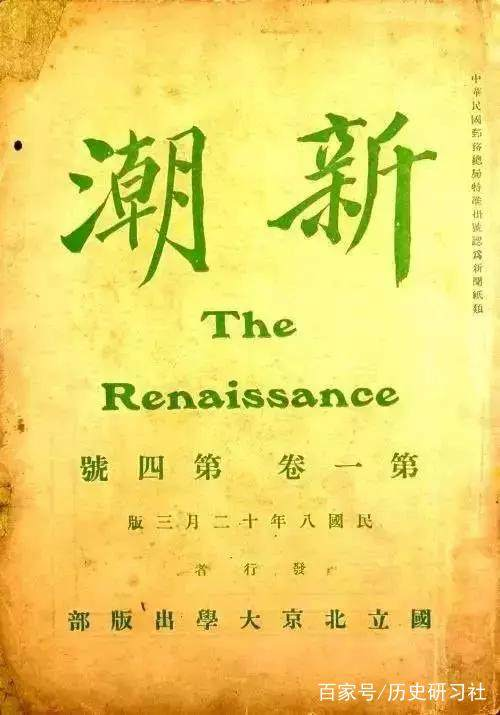 中華民國郵務總局特准掛號認爲新聞紙類
新潮
The
Renaissance
第一卷 第四號
民國八年十二月三版
發行者
國立北京大學出版部
百家号/历史研习社